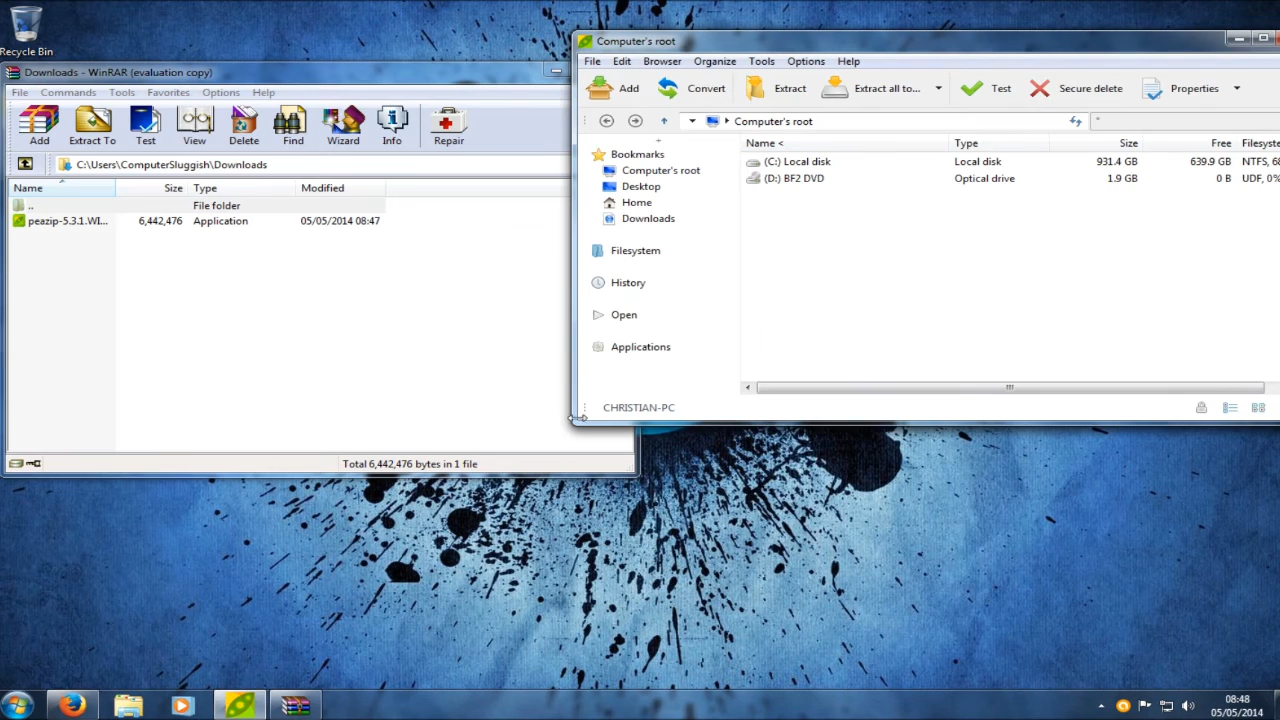 Recycle Bin
Downloads - WinRAR (evaluation copy)
File Commands Tools Favorites Options Help
Add Extract To Test View Delete Find Wizard Info Repair
C:\Users\ComputerSluggish\Downloads
Name Size Type Modified
.. File folder
peazip-5.3.1.WI... 6,442,476 Application 05/05/2014 08:47
Total 6,442,476 bytes in 1 file
Computer's root
File Edit Browser Organize Tools Options Help
Add Convert Extract Extract all to... Test Secure delete Properties
Computer's root
Bookmarks
Computer's root
Desktop
Home
Downloads
Filesystem
History
Open
Applications
Name < Type Size Free Filesyste
(C:) Local disk Local disk 931.4 GB 639.9 GB NTFS, 68
(D:) BF2 DVD Optical drive 1.9 GB 0 B UDF, 0%
CHRISTIAN-PC
08:48
05/05/2014